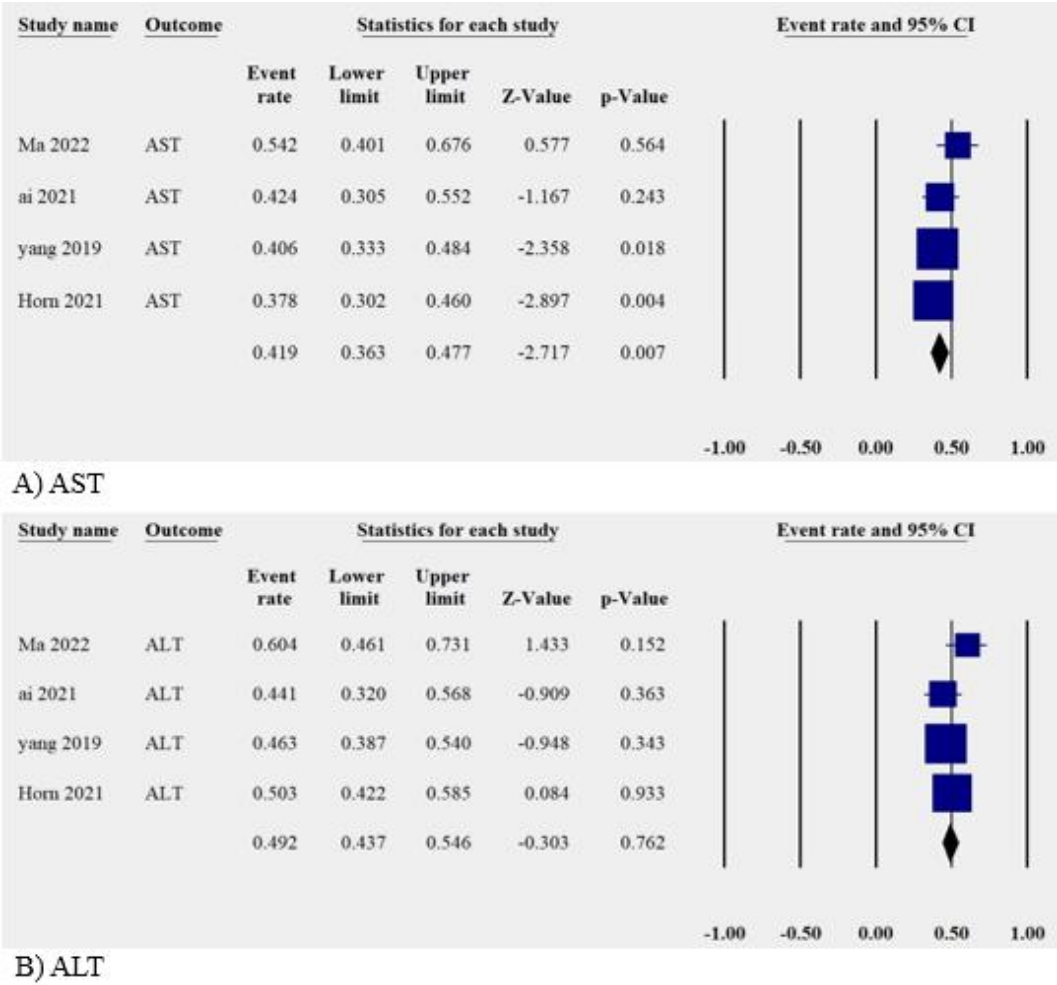 Study name Outcome Statistics for each study Event rate and 95% CI
Event rate Lower limit Upper limit Z-Value p-Value
Ma 2022 AST 0.542 0.401 0.676 0.577 0.564
ai 2021 AST 0.424 0.305 0.552 -1.167 0.243
yang 2019 AST 0.406 0.333 0.484 -2.358 0.018
Horn 2021 AST 0.378 0.302 0.460 -2.897 0.004
0.419 0.363 0.477 -2.717 0.007
-1.00 -0.50 0.00 0.50 1.00
A) AST
Study name Outcome Statistics for each study Event rate and 95% CI
Event rate Lower limit Upper limit Z-Value p-Value
Ma 2022 ALT 0.604 0.461 0.731 1.433 0.152
ai 2021 ALT 0.441 0.320 0.568 -0.909 0.363
yang 2019 ALT 0.463 0.387 0.540 -0.948 0.343
Horn 2021 ALT 0.503 0.422 0.585 0.084 0.933
0.492 0.437 0.546 -0.303 0.762
-1.00 -0.50 0.00 0.50 1.00
B) ALT